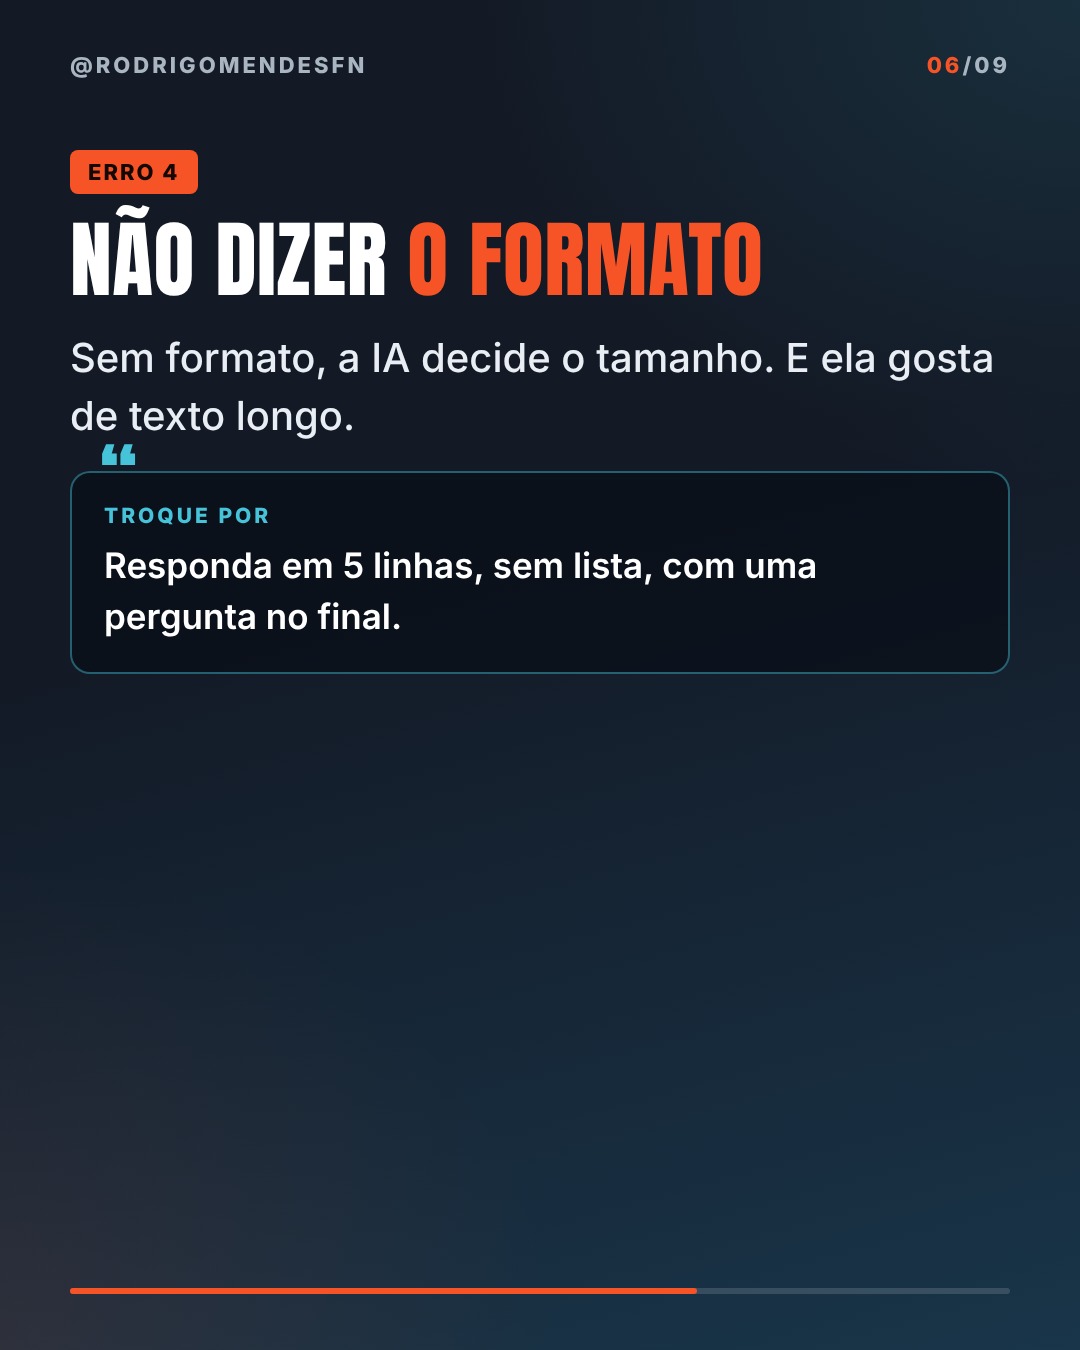 @RODRIGOMENDESFN
06/09
ERRO 4
NÃO DIZER O FORMATO
Sem formato, a IA decide o tamanho. E ela gosta
de texto longo.
❝
TROQUE POR
Responda em 5 linhas, sem lista, com uma
pergunta no final.